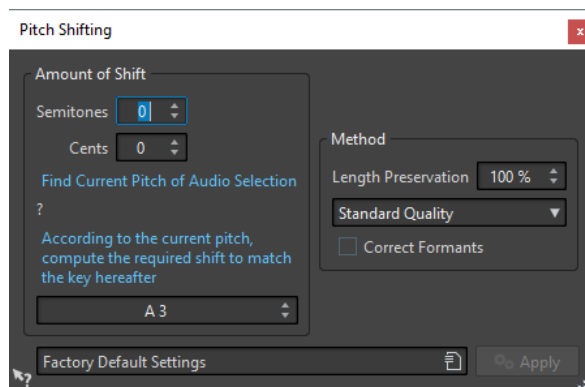 Pitch Shifting
x
Amount of Shift
Semitones 0
Cents 0
Find Current Pitch of Audio Selection
?
According to the current pitch,
compute the required shift to match
the key hereafter
A 3
Method
Length Preservation 100 %
Standard Quality
Correct Formants
Factory Default Settings
Apply
?